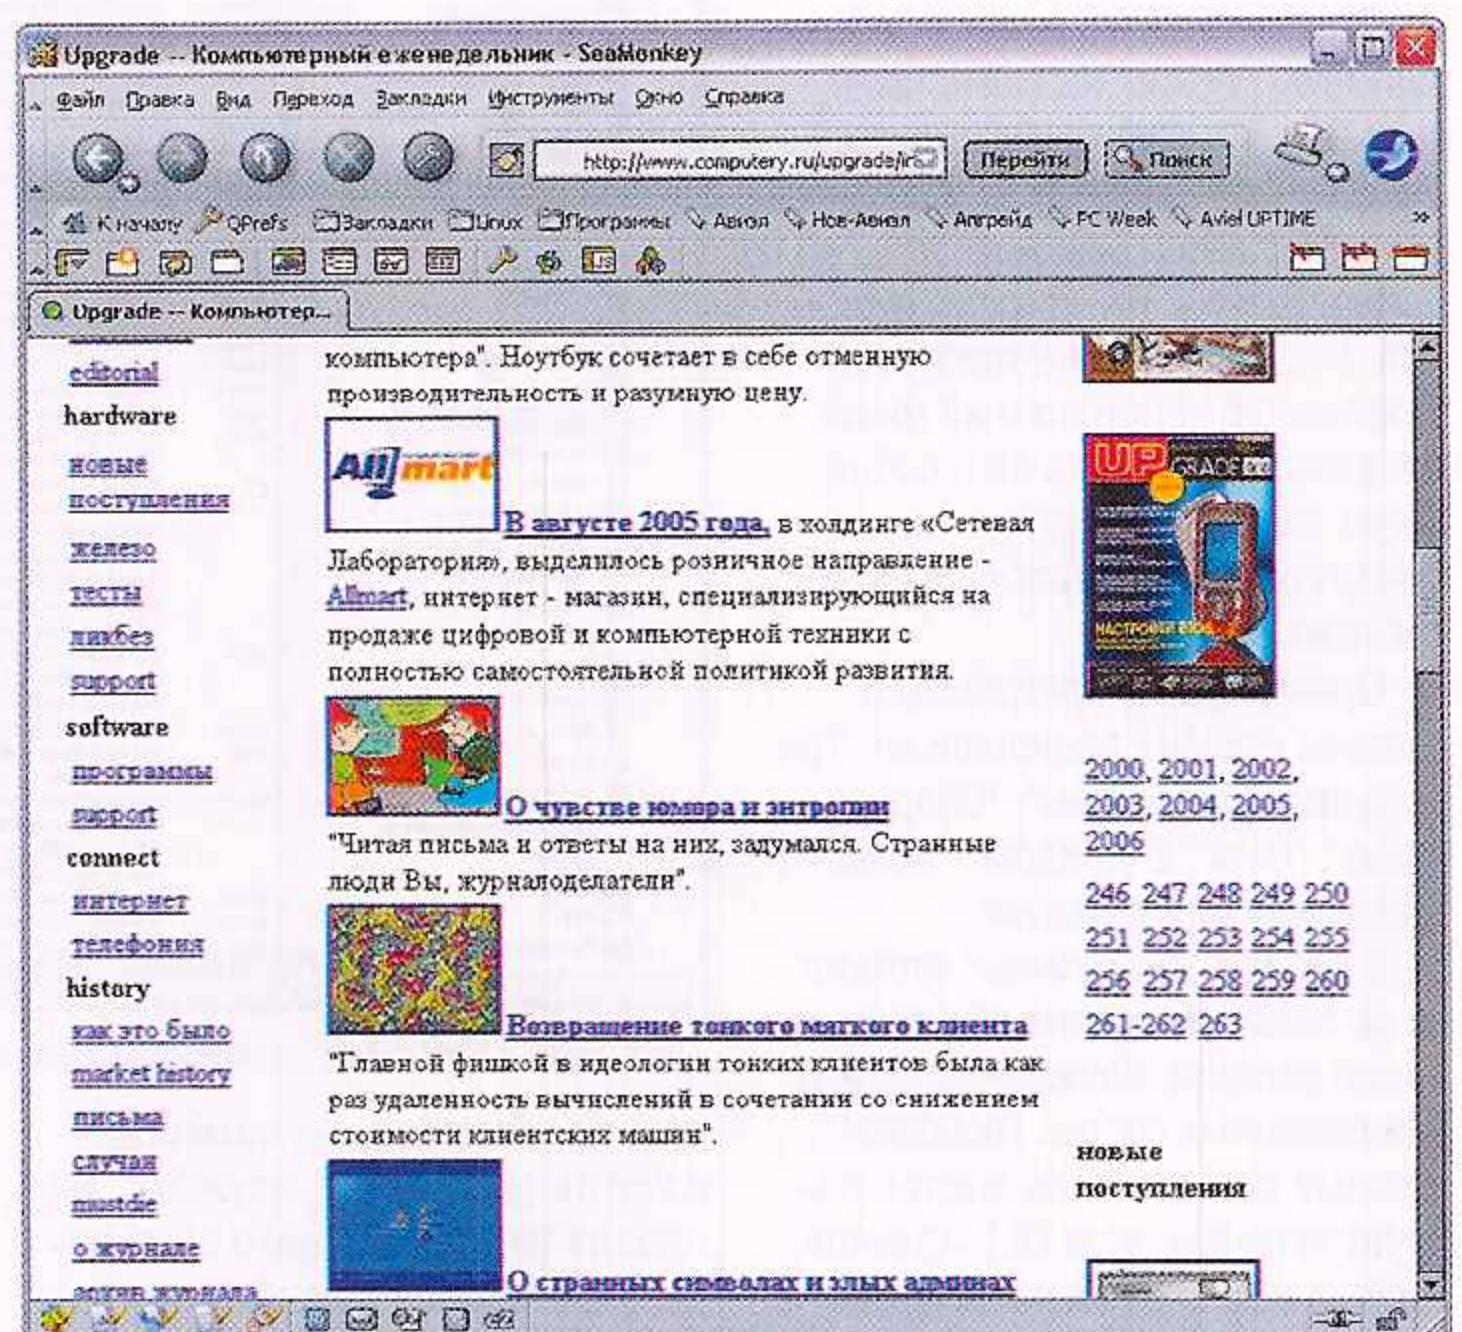 Upgrade -- Компьютерный еженедельник - SeaMonkey
Файл Правка Вид Переход Закладки Инструменты Окно Справка
http://www.computery.ru/upgrade/ Перейти Поиск
К началу QPrefs Закладки Linux Программы Авиэл Нов-Авиэл Апгрейд PC Week Aviel UPTIME
Upgrade -- Компьютер...
editorial
hardware
новые
поступления
железо
тесты
ликбез
support
software
программы
support
connect
интернет
телефония
history
как это было
market history
письма
случаи
mustdie
о журнале
архив журнала
компьютера". Ноутбук сочетает в себе отменную
производительность и разумную цену.
All mart
В августе 2005 года, в холдинге «Сетевая
Лаборатория», выделилось розничное направление -
Allmart, интернет - магазин, специализирующийся на
продаже цифровой и компьютерной техники с
полностью самостоятельной политикой развития.
О чувстве юмора и энтропии
"Читая письма и ответы на них, задумался. Странные
люди Вы, журналоделатели".
Возвращение тонкого мягкого клиента
"Главной фишкой в идеологии тонких клиентов была как
раз удаленность вычислений в сочетании со снижением
стоимости клиентских машин".
О странных символах и злых админах
UPGRADE
2000, 2001, 2002,
2003, 2004, 2005,
2006
246 247 248 249 250
251 252 253 254 255
256 257 258 259 260
261-262 263
новые
поступления